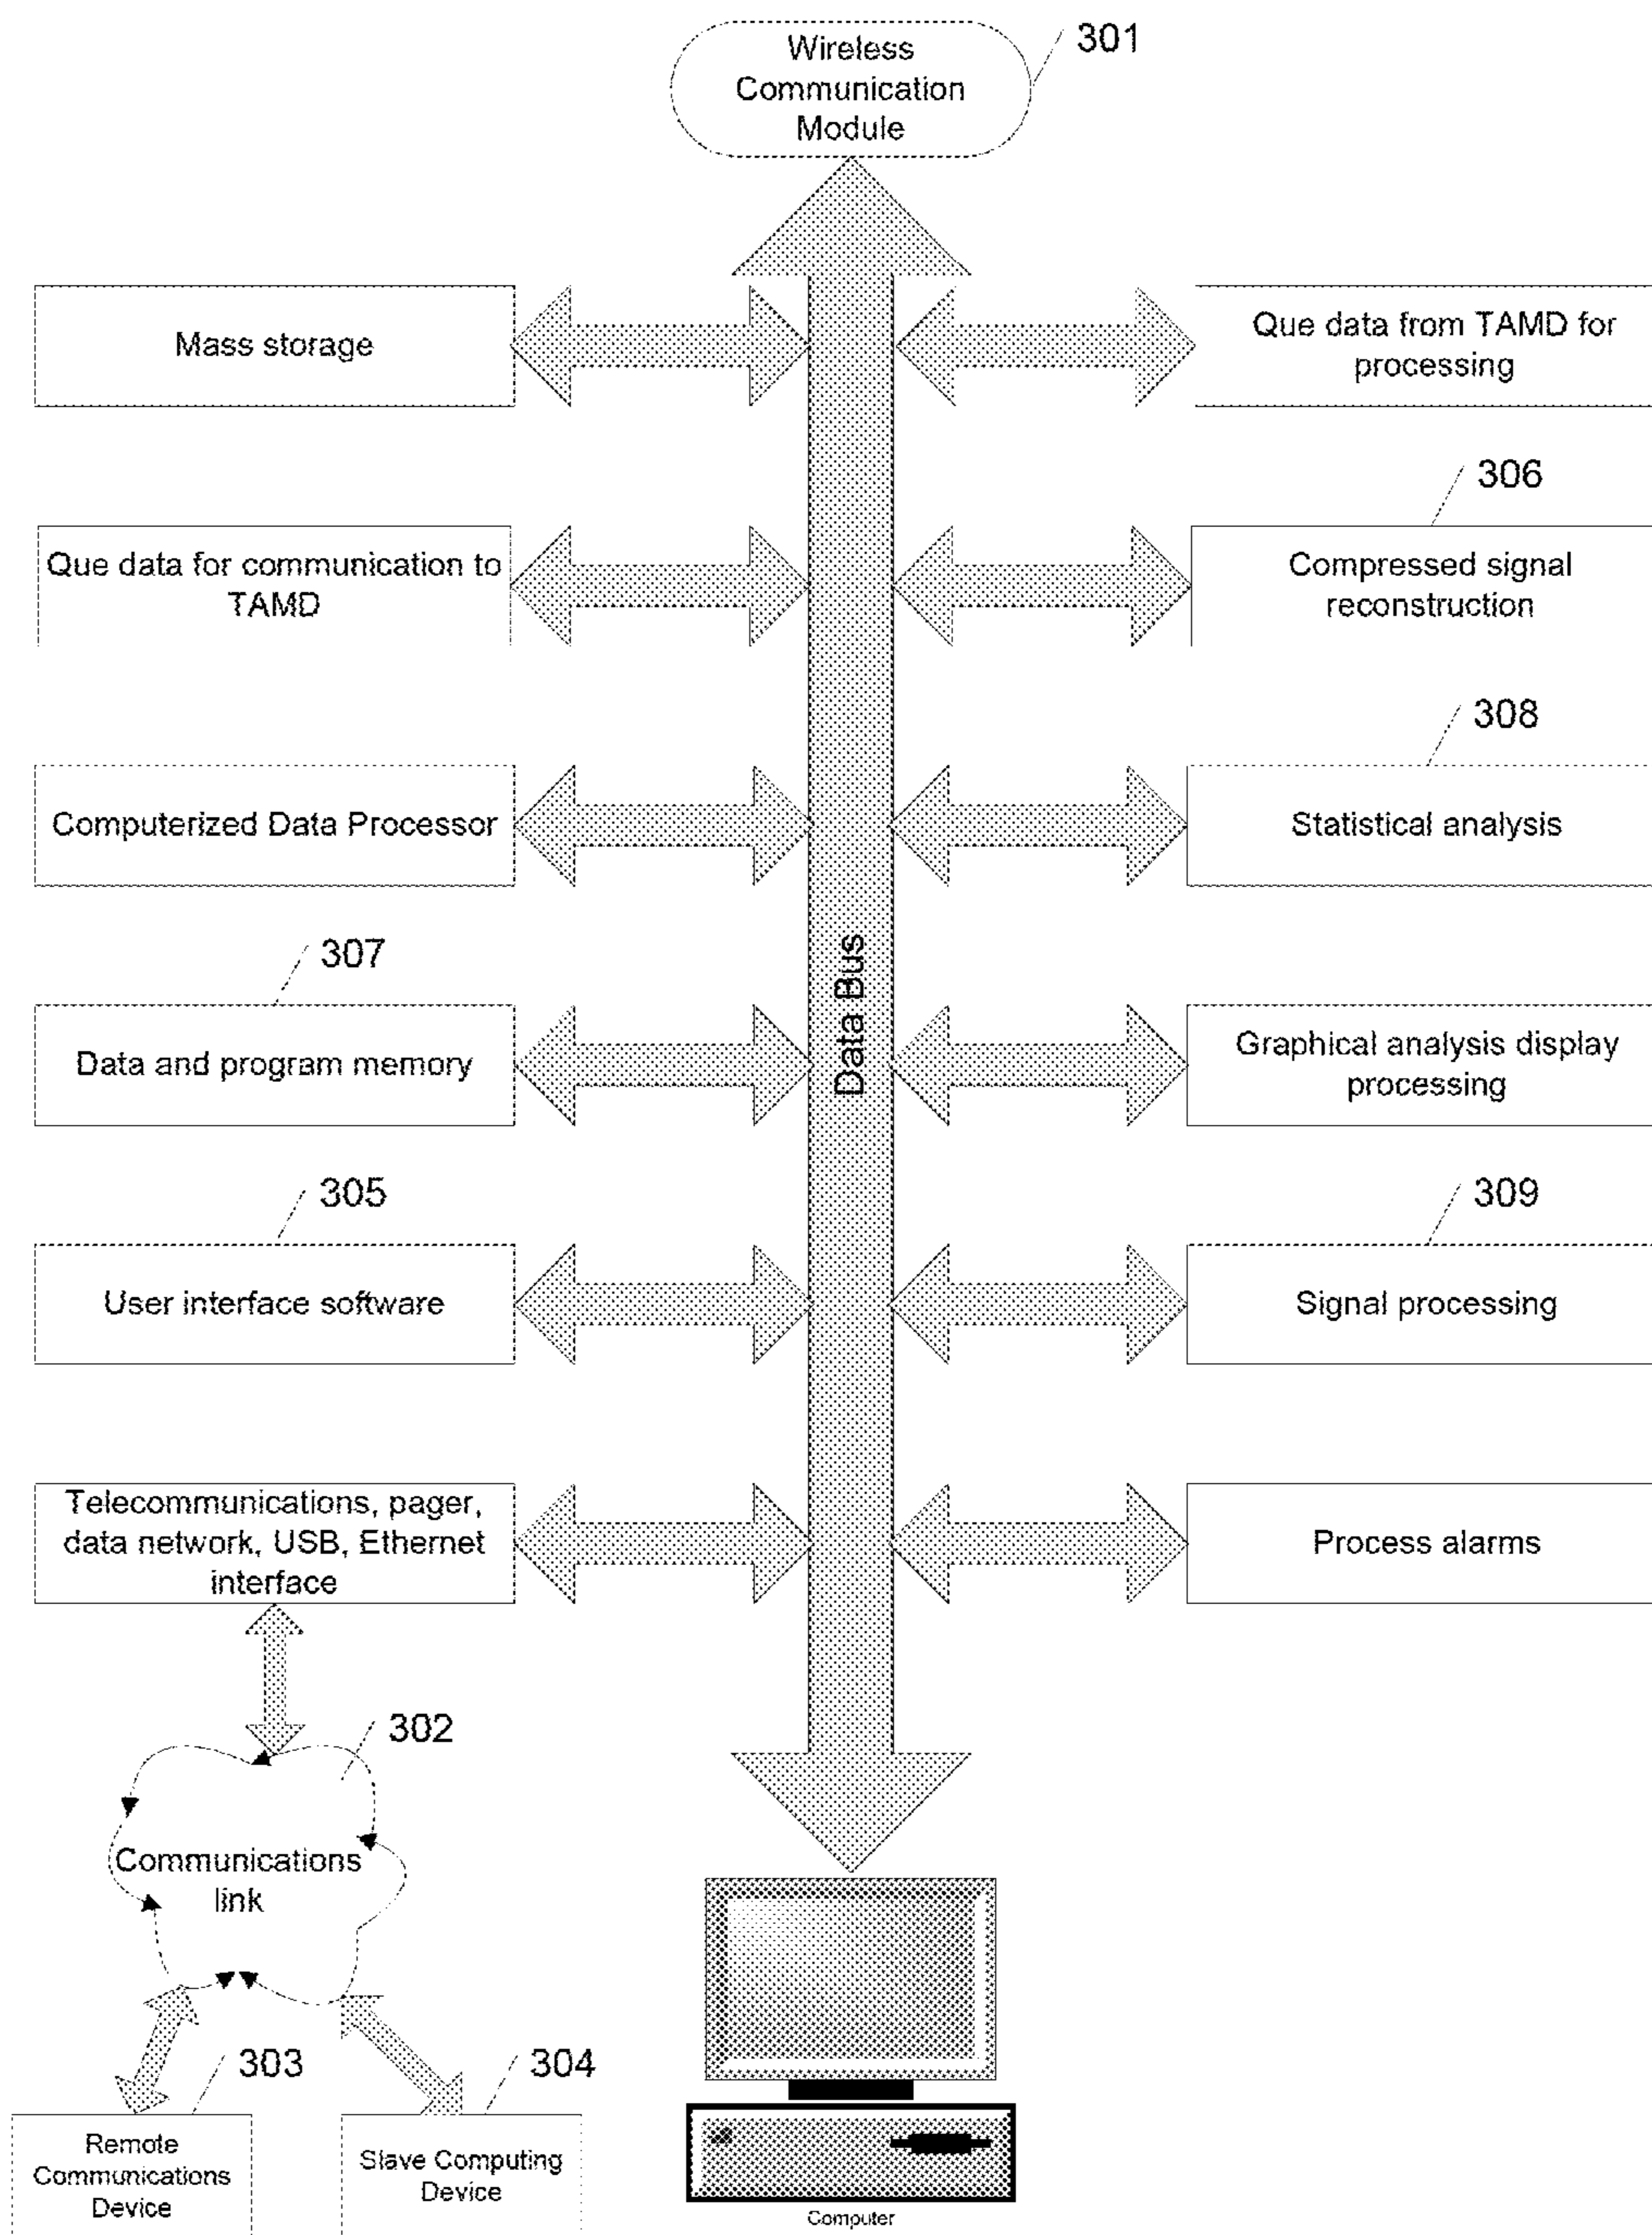 Wireless
Communication
Module
301
Mass storage
Que data from TAMD for
processing
306
Que data for communication to
TAMD
Compressed signal
reconstruction
308
Computerized Data Processor
Statistical analysis
307
Data Bus
Data and program memory
Graphical analysis display
processing
305
309
User interface software
Signal processing
Telecommunications, pager,
data network, USB, Ethernet
interface
Process alarms
302
Communications
link
303
304
Remote
Communications
Device
Slave Computing
Device
Computer